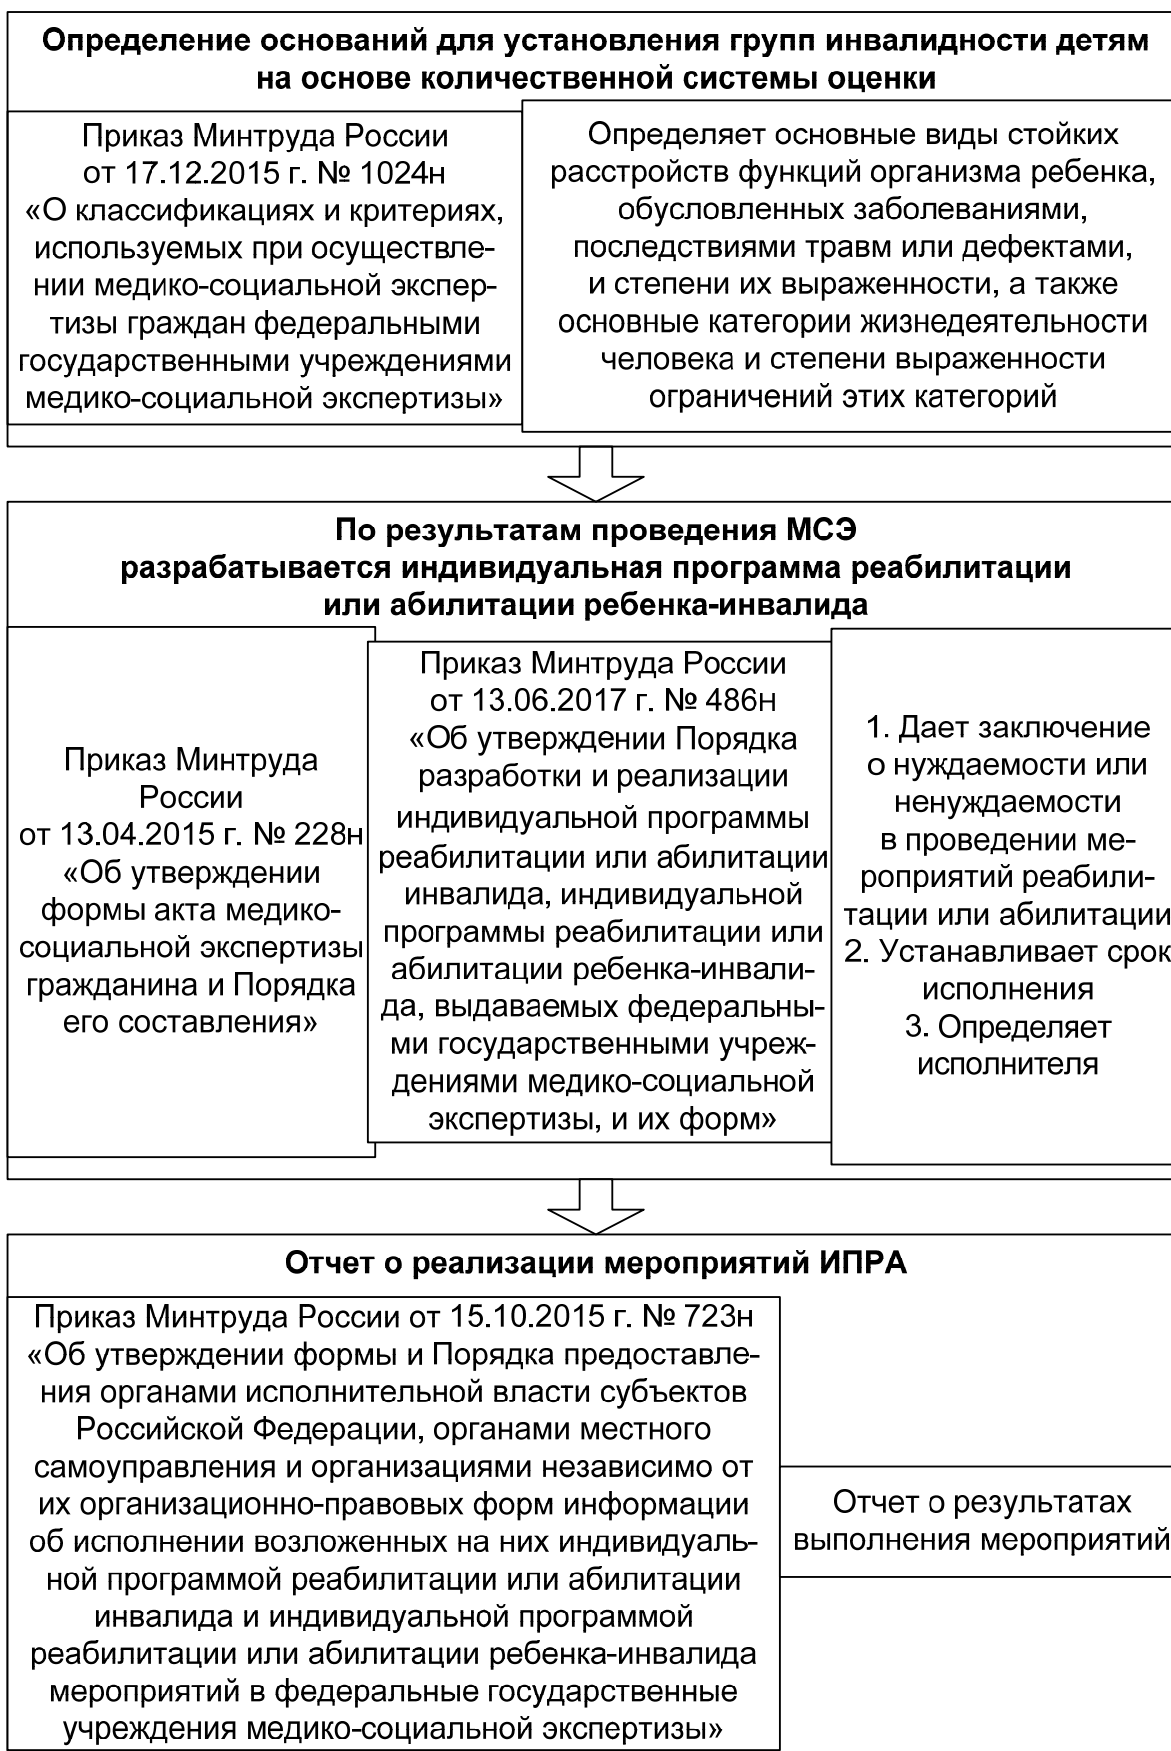 Определение оснований для установления групп инвалидности детям
на основе количественной системы оценки
Приказ Минтруда России
от 17.12.2015 г. № 1024н
«О классификациях и критериях,
используемых при осуществле-
нии медико-социальной экспер-
тизы граждан федеральными
государственными учреждениями
медико-социальной экспертизы»
Определяет основные виды стойких
расстройств функций организма ребенка,
обусловленных заболеваниями,
последствиями травм или дефектами,
и степени их выраженности, а также
основные категории жизнедеятельности
человека и степени выраженности
ограничений этих категорий
По результатам проведения МСЭ
разрабатывается индивидуальная программа реабилитации
или абилитации ребенка-инвалида
Приказ Минтруда
России
от 13.04.2015 г. № 228н
«Об утверждении
формы акта медико-
социальной экспертизы
гражданина и Порядка
его составления»
Приказ Минтруда России
от 13.06.2017 г. № 486н
«Об утверждении Порядка
разработки и реализации
индивидуальной программы
реабилитации или абилитации
инвалида, индивидуальной
программы реабилитации или
абилитации ребенка-инвали-
да, выдаваемых федеральны-
ми государственными учреж-
дениями медико-социальной
экспертизы, и их форм»
1. Дает заключение
о нуждаемости или
ненуждаемости
в проведении ме-
роприятий реабили-
тации или абилитации
2. Устанавливает срок
исполнения
3. Определяет
исполнителя
Отчет о реализации мероприятий ИПРА
Приказ Минтруда России от 15.10.2015 г. № 723н
«Об утверждении формы и Порядка предоставле-
ния органами исполнительной власти субъектов
Российской Федерации, органами местного
самоуправления и организациями независимо от
их организационно-правовых форм информации
об исполнении возложенных на них индивидуаль-
ной программой реабилитации или абилитации
инвалида и индивидуальной программой
реабилитации или абилитации ребенка-инвалида
мероприятий в федеральные государственные
учреждения медико-социальной экспертизы»
Отчет о результатах
выполнения мероприятий